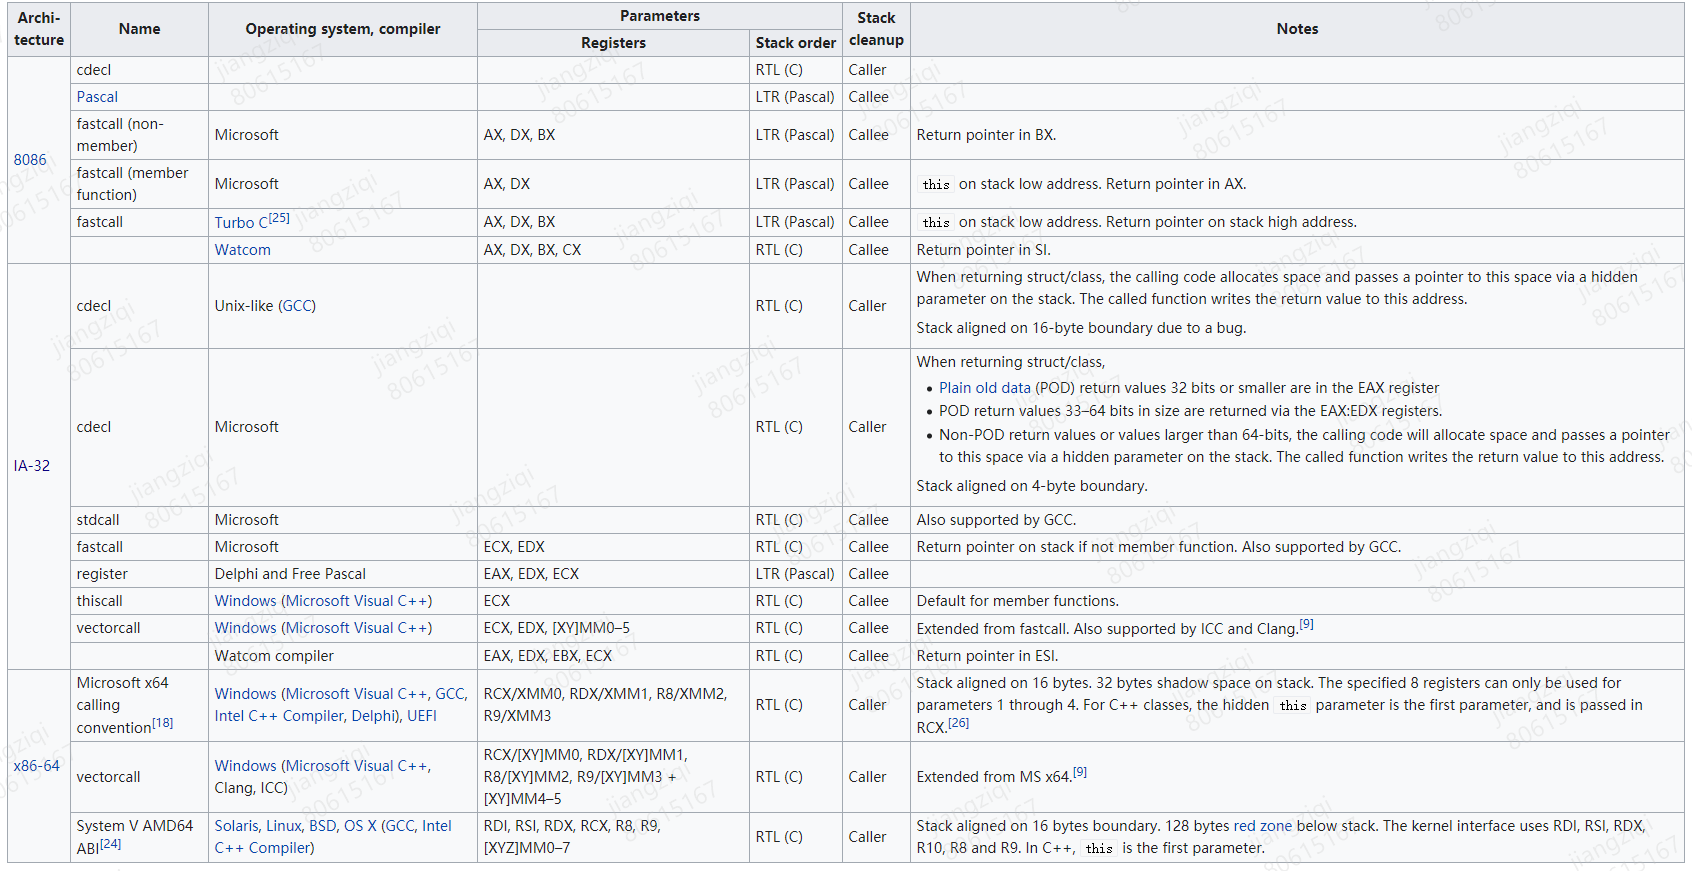 Archi-
tecture
Name
Operating system, compiler
Parameters
Registers
Stack order
Stack
cleanup
Notes
8086
cdecl
RTL (C)
Caller
Pascal
LTR (Pascal)
Callee
fastcall (non-
member)
Microsoft
AX, DX, BX
LTR (Pascal)
Callee
Return pointer in BX.
fastcall (member
function)
Microsoft
AX, DX
LTR (Pascal)
Callee
this on stack low address. Return pointer in AX.
fastcall
Turbo C[25]
AX, DX, BX
LTR (Pascal)
Callee
this on stack low address. Return pointer on stack high address.
Watcom
AX, DX, BX, CX
RTL (C)
Callee
Return pointer in SI.
IA-32
cdecl
Unix-like (GCC)
RTL (C)
Caller
When returning struct/class, the calling code allocates space and passes a pointer to this space via a hidden
parameter on the stack. The called function writes the return value to this address.
Stack aligned on 16-byte boundary due to a bug.
cdecl
Microsoft
RTL (C)
Caller
When returning struct/class,
• Plain old data (POD) return values 32 bits or smaller are in the EAX register
• POD return values 33–64 bits in size are returned via the EAX:EDX registers.
• Non-POD return values or values larger than 64-bits, the calling code will allocate space and passes a pointer
to this space via a hidden parameter on the stack. The called function writes the return value to this address.
Stack aligned on 4-byte boundary.
stdcall
Microsoft
RTL (C)
Callee
Also supported by GCC.
fastcall
Microsoft
ECX, EDX
RTL (C)
Callee
Return pointer on stack if not member function. Also supported by GCC.
register
Delphi and Free Pascal
EAX, EDX, ECX
LTR (Pascal)
Callee
thiscall
Windows (Microsoft Visual C++)
ECX
RTL (C)
Callee
Default for member functions.
vectorcall
Windows (Microsoft Visual C++)
ECX, EDX, [XY]MM0–5
RTL (C)
Callee
Extended from fastcall. Also supported by ICC and Clang.[9]
Watcom compiler
EAX, EDX, EBX, ECX
RTL (C)
Callee
Return pointer in ESI.
x86-64
Microsoft x64
calling
convention[18]
Windows (Microsoft Visual C++, GCC,
Intel C++ Compiler, Delphi), UEFI
RCX/XMM0, RDX/XMM1, R8/XMM2,
R9/XMM3
RTL (C)
Caller
Stack aligned on 16 bytes. 32 bytes shadow space on stack. The specified 8 registers can only be used for
parameters 1 through 4. For C++ classes, the hidden this parameter is the first parameter, and is passed in
RCX.[26]
vectorcall
Windows (Microsoft Visual C++,
Clang, ICC)
RCX/[XY]MM0, RDX/[XY]MM1,
R8/[XY]MM2, R9/[XY]MM3 +
[XY]MM4–5
RTL (C)
Caller
Extended from MS x64.[9]
System V AMD64
ABI[24]
Solaris, Linux, BSD, OS X (GCC, Intel
C++ Compiler)
RDI, RSI, RDX, RCX, R8, R9,
[XYZ]MM0–7
RTL (C)
Caller
Stack aligned on 16 bytes boundary. 128 bytes red zone below stack. The kernel interface uses RDI, RSI, RDX,
R10, R8 and R9. In C++, this is the first parameter.
jiangziqi
80615167